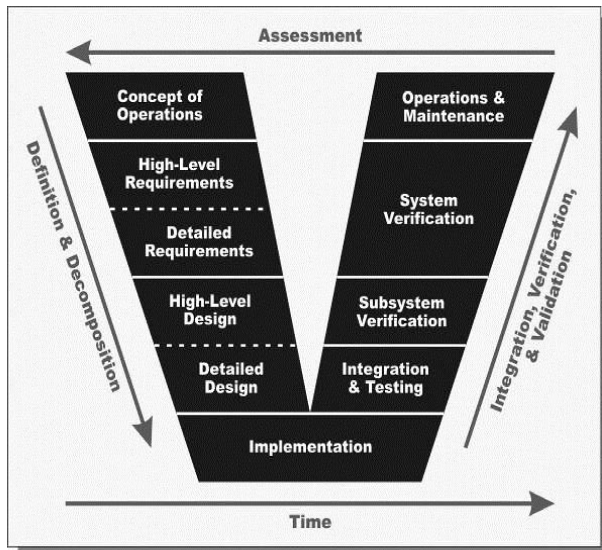 Assessment
Concept of
Operations
High-Level
Requirements
Detailed
Requirements
High-Level
Design
Detailed
Design
Implementation
Operations &
Maintenance
System
Verification
Subsystem
Verification
Integration
& Testing
Definition & Decomposition
Integration, Verification,
& Validation
Time